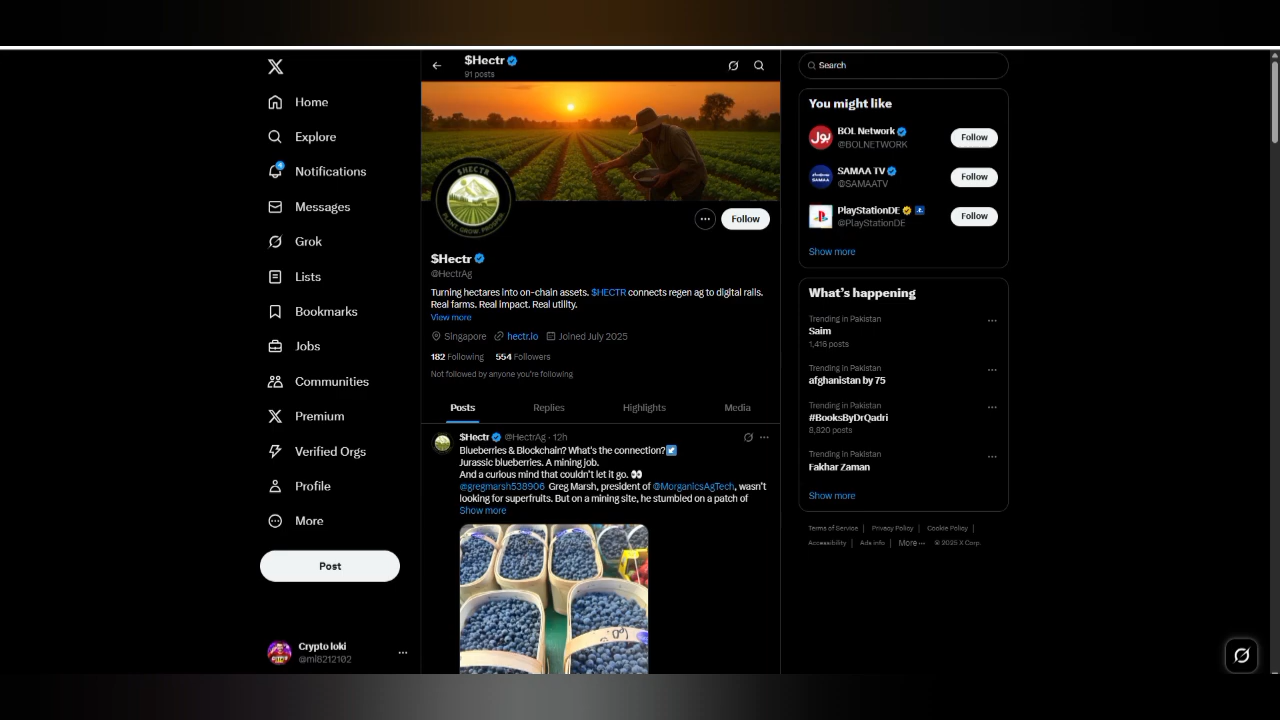 Home
Explore
4
Notifications
Messages
Grok
Lists
Bookmarks
Jobs
Communities
Premium
Verified Orgs
Profile
More
Post
Crypto loki
@ml8212102
$Hectr
91 posts
$HECTR
PLANT GROW PROSPER
Follow
$Hectr
@HectrAg
Turning hectares into on-chain assets. $HECTR connects regen ag to digital rails.
Real farms. Real impact. Real utility.
View more
Singapore hectr.io Joined July 2025
182 Following 554 Followers
Not followed by anyone you're following
Posts Replies Highlights Media
$Hectr @HectrAg · 12h
Blueberries & Blockchain? What's the connection?
Jurassic blueberries. A mining job.
And a curious mind that couldn't let it go.
@gregmarsh538906 Greg Marsh, president of @MorganicsAgTech, wasn't
looking for superfruits. But on a mining site, he stumbled on a patch of
Show more
Search
You might like
بول
BOL Network
@BOLNETWORK
Follow
SAMAA
SAMAA TV
@SAMAATV
Follow
PlayStationDE
@PlayStationDE
Follow
Show more
What's happening
Trending in Pakistan
Saim
1,416 posts
Trending in Pakistan
afghanistan by 75
Trending in Pakistan
#BooksByDrQadri
8,820 posts
Trending in Pakistan
Fakhar Zaman
Show more
Terms of Service | Privacy Policy | Cookie Policy |
Accessibility | Ads info | More ··· © 2025 X Corp.